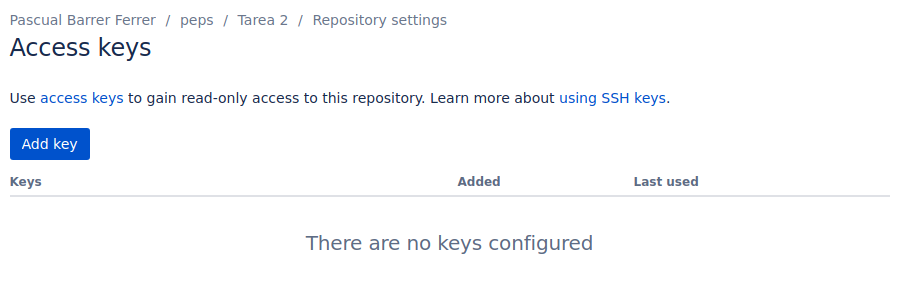 Pascual Barrer Ferrer / peps / Tarea 2 / Repository settings
Access keys
Use access keys to gain read-only access to this repository. Learn more about using SSH keys.
Add key
Keys Added Last used
There are no keys configured